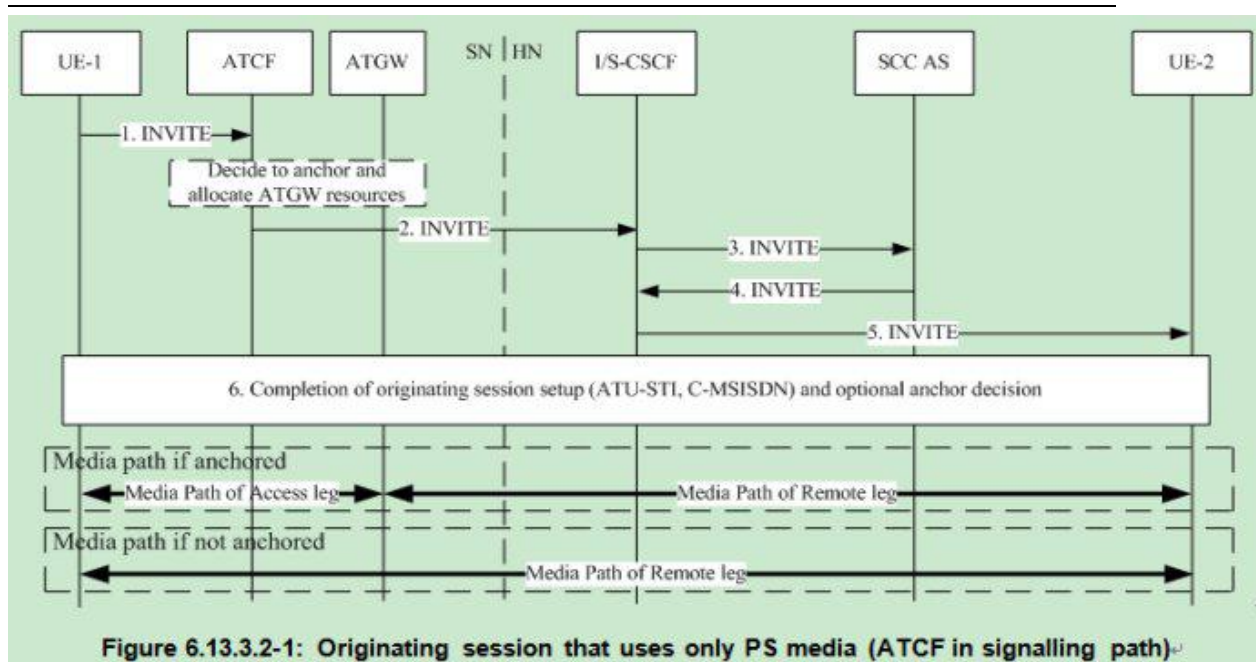 UE-1
ATCF
ATGW
SN
HN
I/S-CSCF
SCC AS
UE-2
1. INVITE
Decide to anchor and
allocate ATGW resources
2. INVITE
3. INVITE
4. INVITE
5. INVITE
6. Completion of originating session setup (ATU-STI, C-MSISDN) and optional anchor decision
Media path if anchored
Media Path of Access leg
Media Path of Remote leg
Media path if not anchored
Media Path of Remote leg
Figure 6.13.3.2-1: Originating session that uses only PS media (ATCF in signalling path)